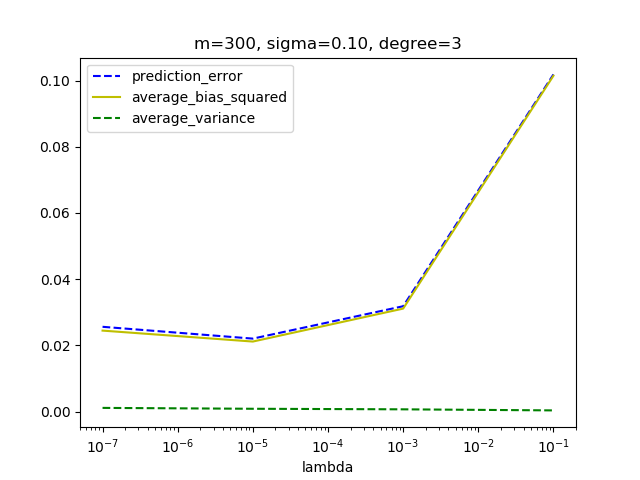 m=300, sigma=0.10, degree=3
prediction_error
average_bias_squared
average_variance
0.10
0.08
0.06
0.04
0.02
0.00
10⁻⁷ 10⁻⁶ 10⁻⁵ 10⁻⁴ 10⁻³ 10⁻² 10⁻¹
lambda